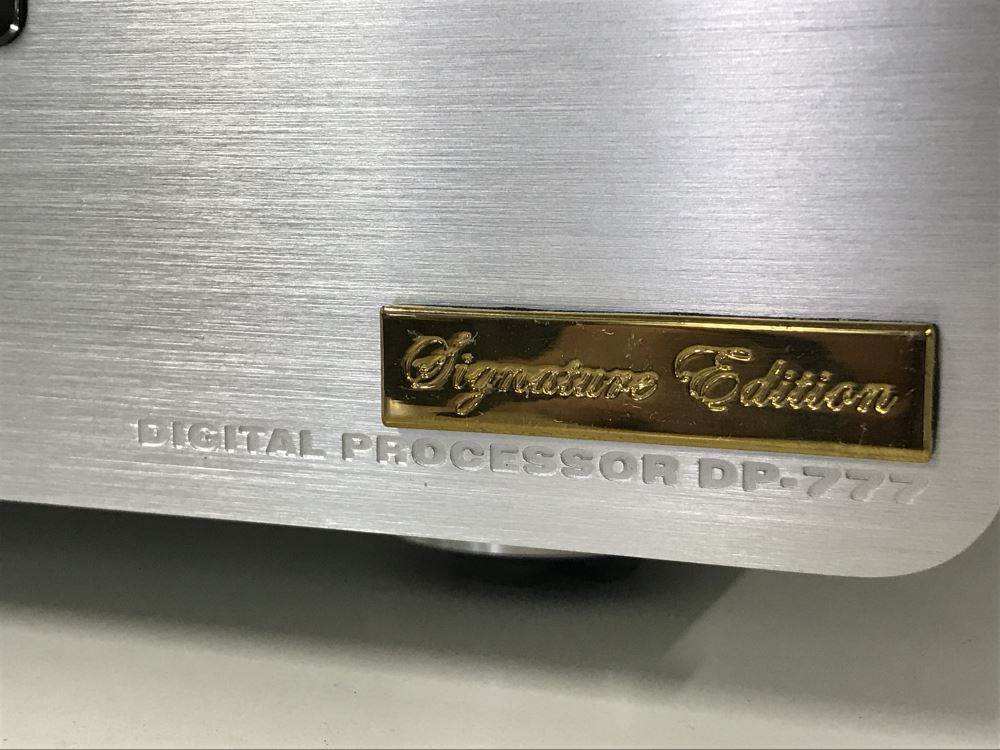 Signature Edition
DIGITAL PROCESSOR DP-777